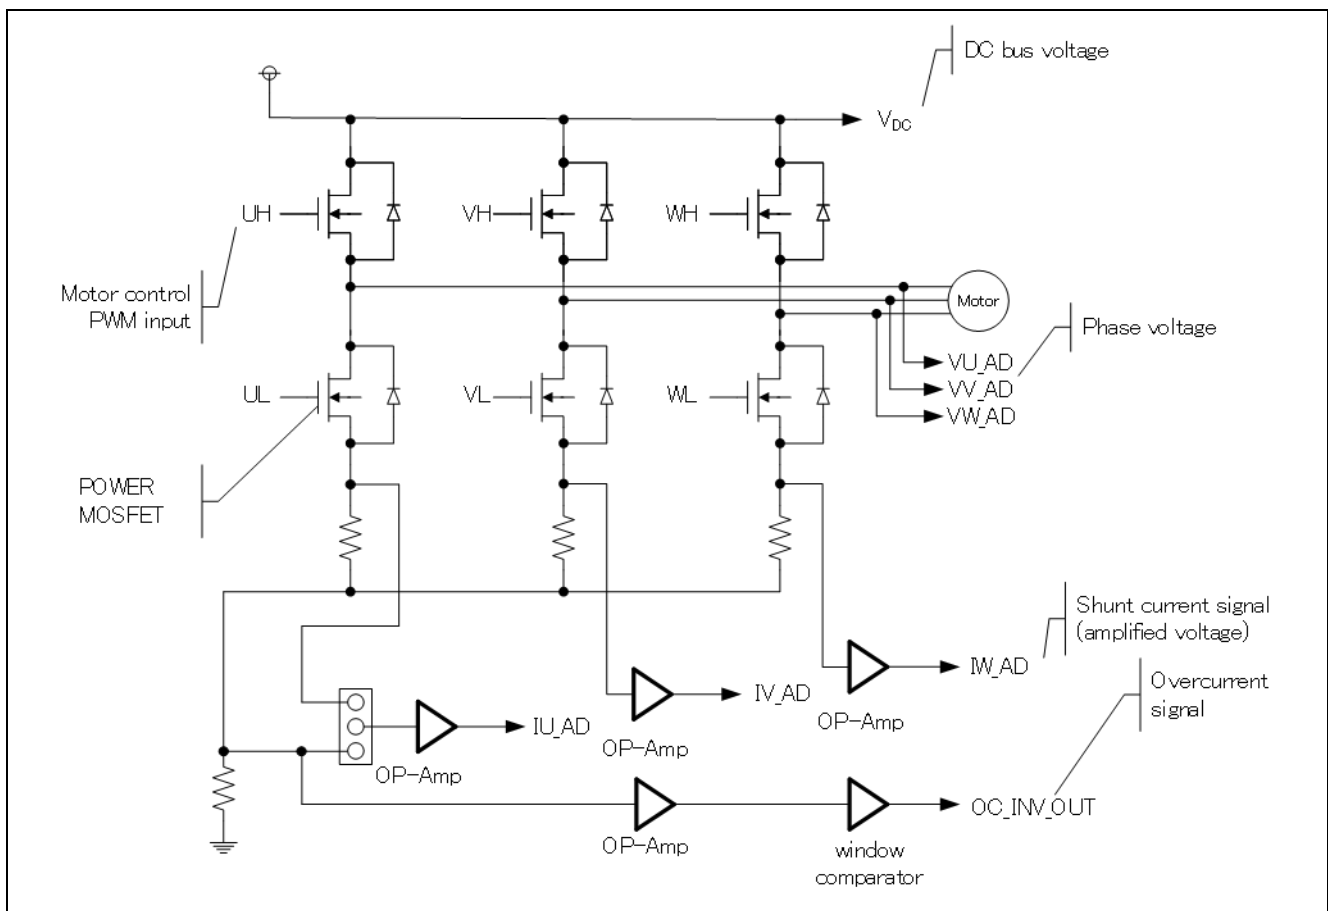 DC bus voltage
VDC
UH
VH
WH
Motor control
PWM input
Motor
Phase voltage
VU_AD
VV_AD
VW_AD
UL
VL
WL
POWER
MOSFET
Shunt current signal
(amplified voltage)
IW_AD
Overcurrent
signal
IV_AD
OP-Amp
IU_AD
OP-Amp
OP-Amp
OC_INV_OUT
OP-Amp
window
comparator